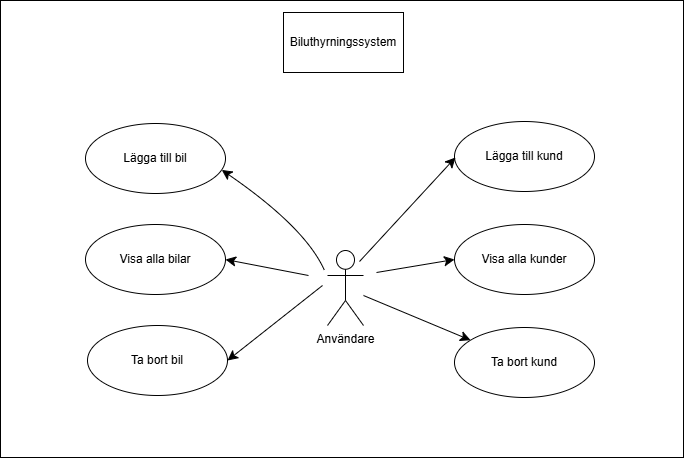 Biluthyrningssystem
Lägga till bil
Lägga till kund
Visa alla bilar
Visa alla kunder
Användare
Ta bort bil
Ta bort kund